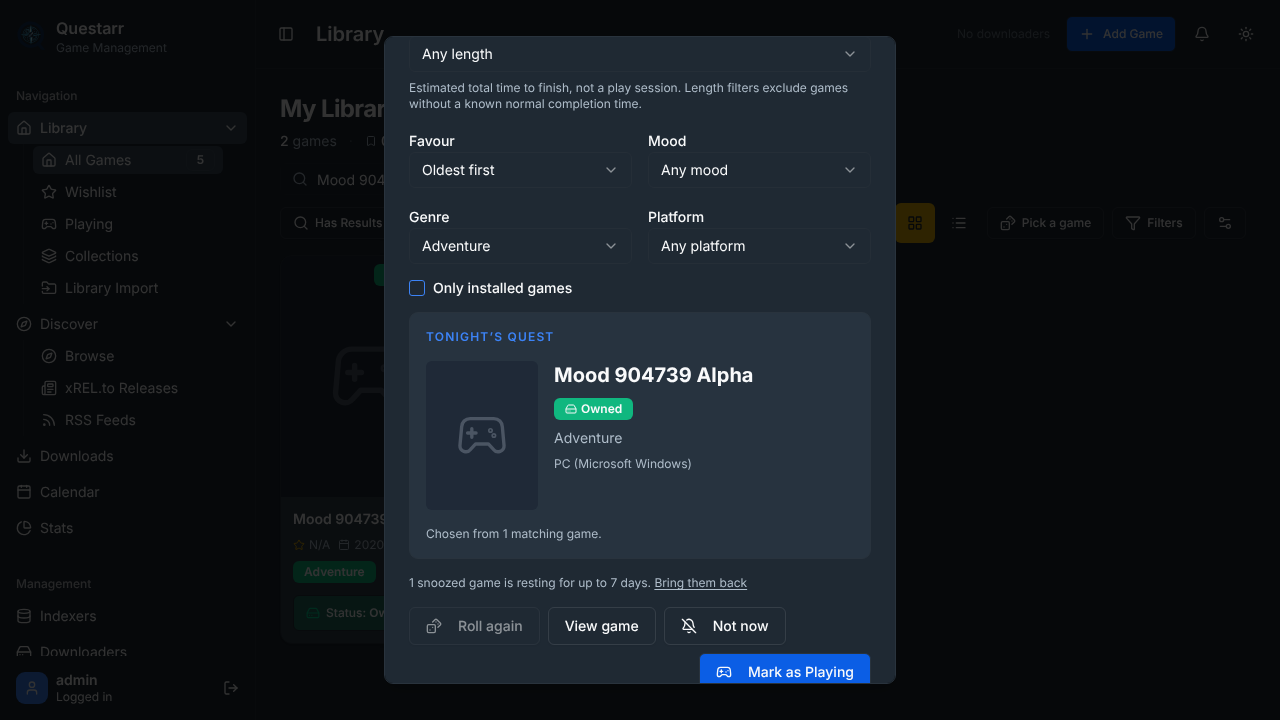 Questarr
Game Management
Library
No downloaders
Add Game
Navigation
Library
All Games 5
Wishlist
Playing
Collections
Library Import
Discover
Browse
xREL.to Releases
RSS Feeds
Downloads
Calendar
Stats
Management
Indexers
Downloaders
admin
Logged in
My Librar
2 games
Mood 904
Has Results
Pick a game
Filters
Mood 904739
N/A 2020
Adventure
Status: Ow
Any length
Estimated total time to finish, not a play session. Length filters exclude games
without a known normal completion time.
Favour Mood
Oldest first Any mood
Genre Platform
Adventure Any platform
Only installed games
TONIGHT'S QUEST
Mood 904739 Alpha
Owned
Adventure
PC (Microsoft Windows)
Chosen from 1 matching game.
1 snoozed game is resting for up to 7 days. Bring them back
Roll again View game Not now
Mark as Playing